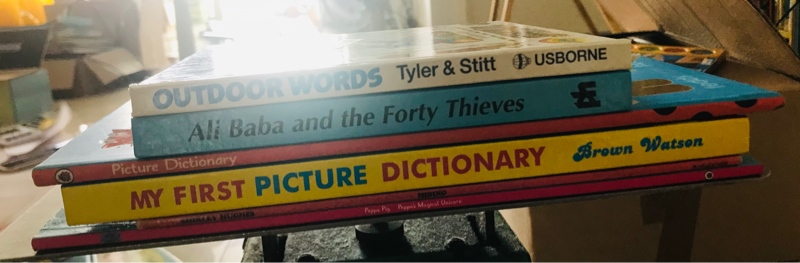 OUTDOOR WORDS Tyler & Stitt USBORNE
Ali Baba and the Forty Thieves
Picture Dictionary
MY FIRST PICTURE DICTIONARY Brown Watson
Peppa Pig Peppa's Magical Unicorn